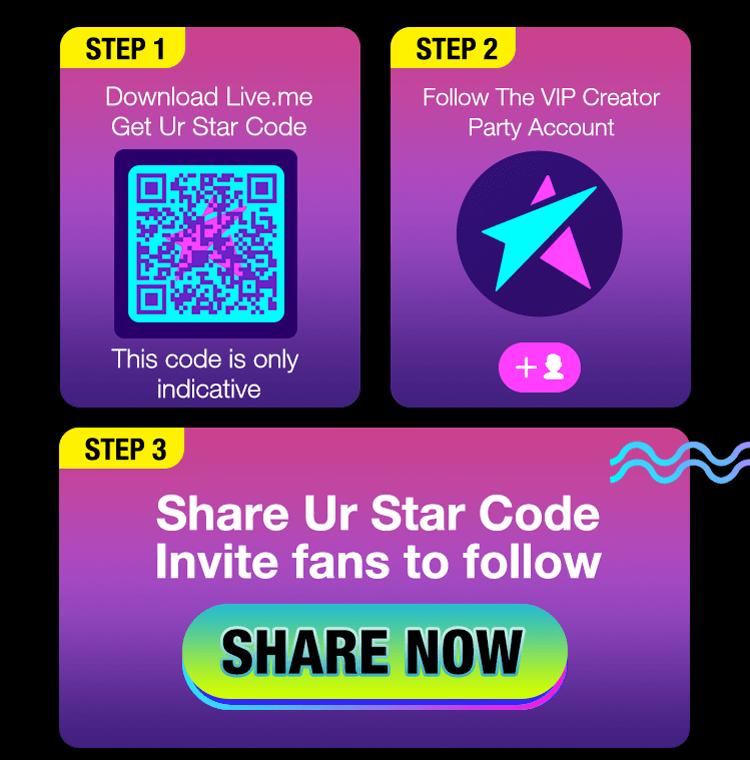 STEP 1
Download Live.me
Get Ur Star Code
This code is only
indicative
STEP 2
Follow The VIP Creator
Party Account
STEP 3
Share Ur Star Code
Invite fans to follow
SHARE NOW